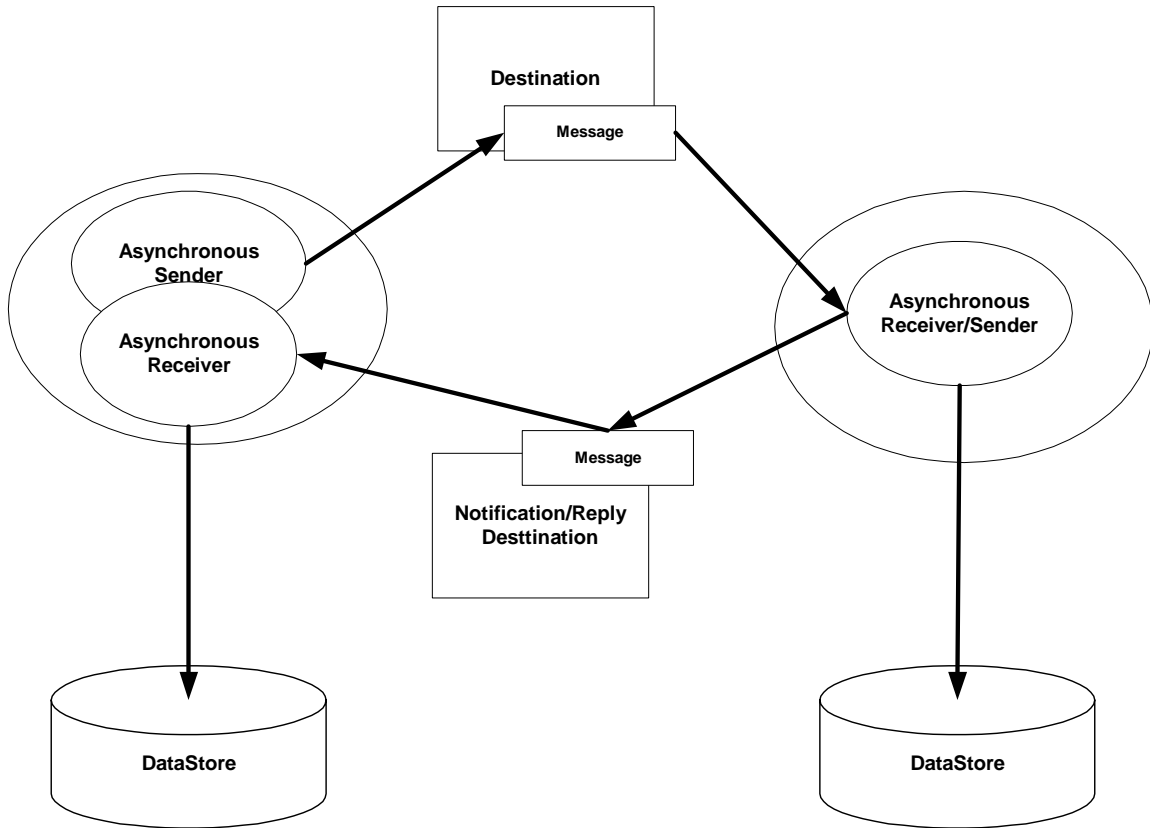 Destination
Message
Asynchronous
Sender
Asynchronous
Receiver
Asynchronous
Receiver/Sender
Message
Notification/Reply
Desttination
DataStore
DataStore